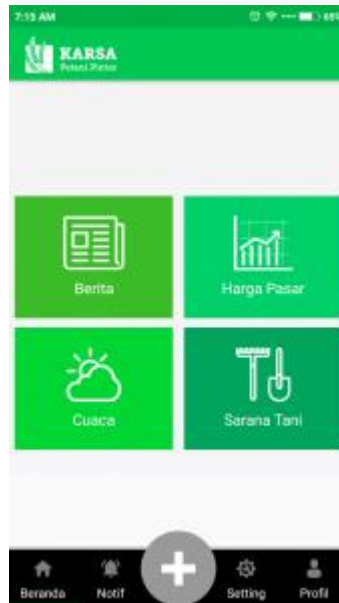 7:15 AM
KARSA
Petani Pintar
Berita
Harga Pasar
Cuaca
Sarana Tani
Beranda
Notif
Setting
Profil